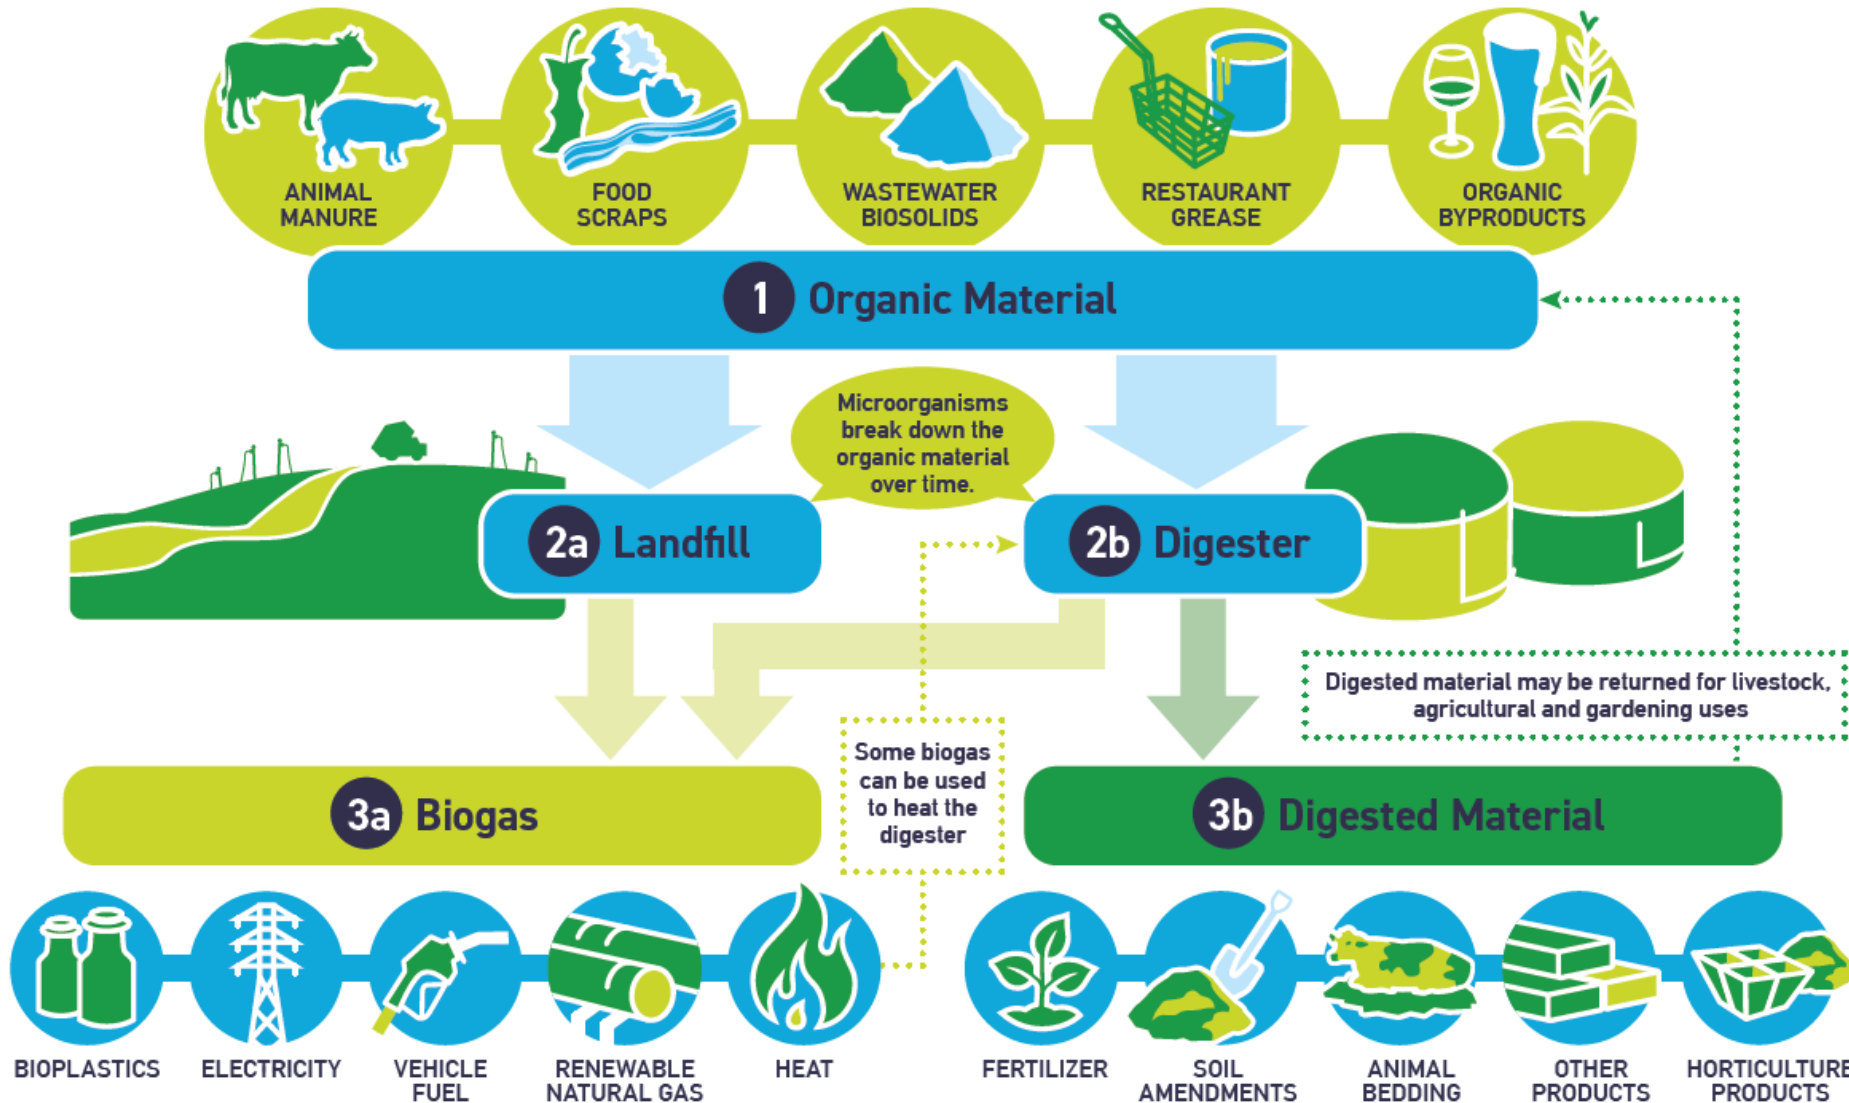 ANIMAL
MANURE
FOOD
SCRAPS
WASTEWATER
BIOSOLIDS
RESTAURANT
GREASE
ORGANIC
BYPRODUCTS
1 Organic Material
Microorganisms
break down the
organic material
over time.
2a Landfill
2b Digester
Digested material may be returned for livestock,
agricultural and gardening uses
Some biogas
can be used
to heat the
digester
3a Biogas
3b Digested Material
BIOPLASTICS
ELECTRICITY
VEHICLE
FUEL
RENEWABLE
NATURAL GAS
HEAT
FERTILIZER
SOIL
AMENDMENTS
ANIMAL
BEDDING
OTHER
PRODUCTS
HORTICULTURE
PRODUCTS